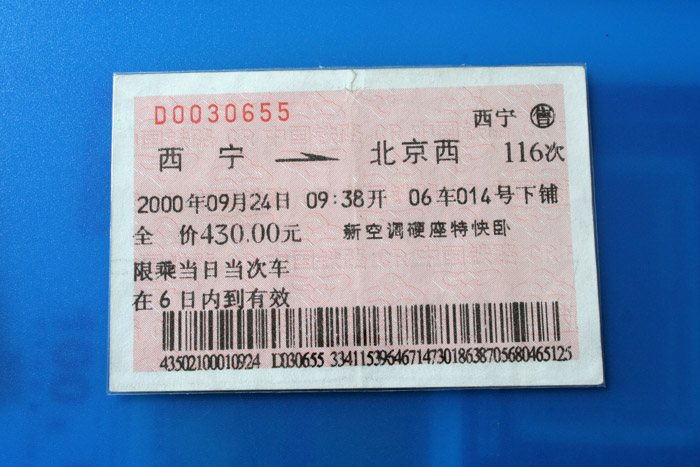 D0030655
西宁 售
西 宁 → 北京西 116次
2000年09月24日 09:38开 06车014号下铺
全 价430.00元 新空调硬座特快卧
限乘当日当次车
在6日内到有效
43502100010924 D030655 3341153964671473018638705680465125